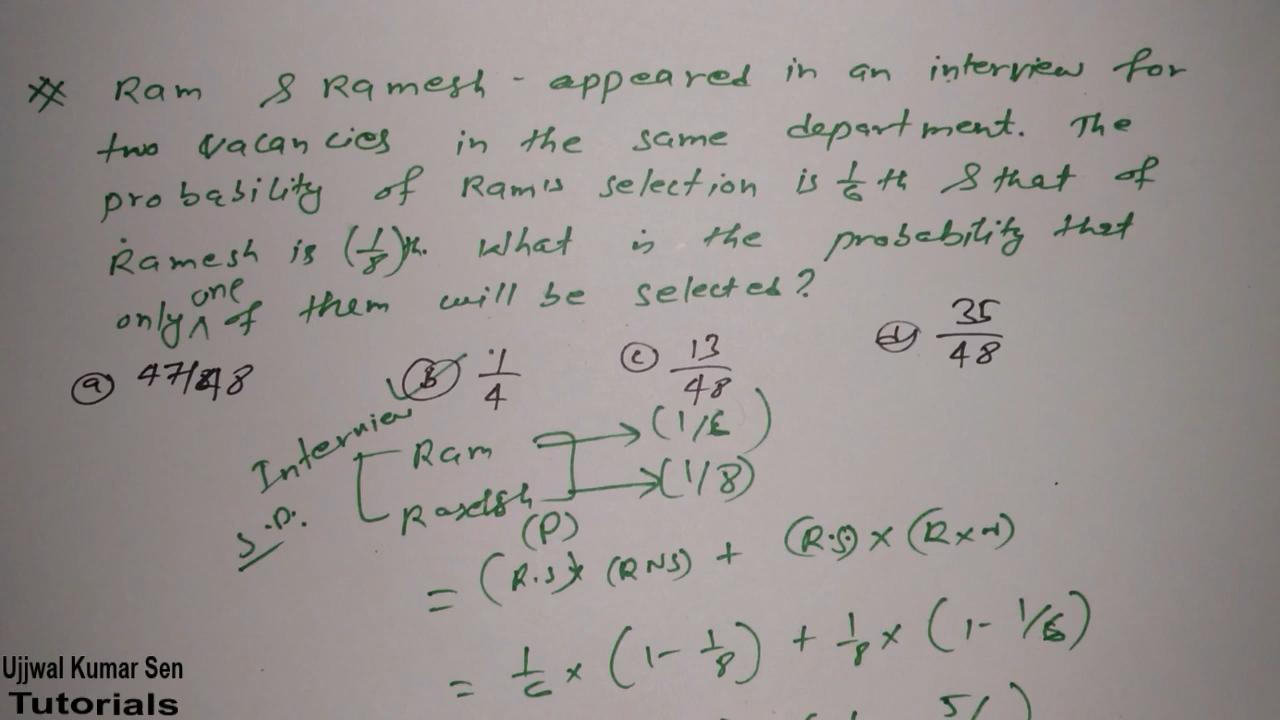 ** Ram & Ramesh - appeared in an interview for
two vacancies in the same department. The
probability of Ram's selection is 1/6 th & that of
Ramesh is (1/8)th. What is the probability that
only one of them will be selected?
(a) 47/48 (b) 1/4 (c) 13/48 (d) 35/48
Interview
Ram → (1/6)
→ (1/8)
S.D.
(P)
= (R.S) × (RNS) + (R.S) ×
= 1/6 × (1 - 1/8) + 1/8 × (1 - 1/6)
5/ )
Ujjwal Kumar Sen
Tutorials